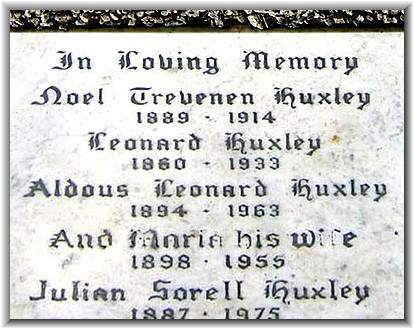 In Loving Memory
Noel Trevenen Huxley
1889 - 1914
Leonard Huxley
1860 - 1933
Aldous Leonard Huxley
1894 - 1963
And Maria his wife
1898 - 1955
Julian Sorell Huxley
1887 - 1975